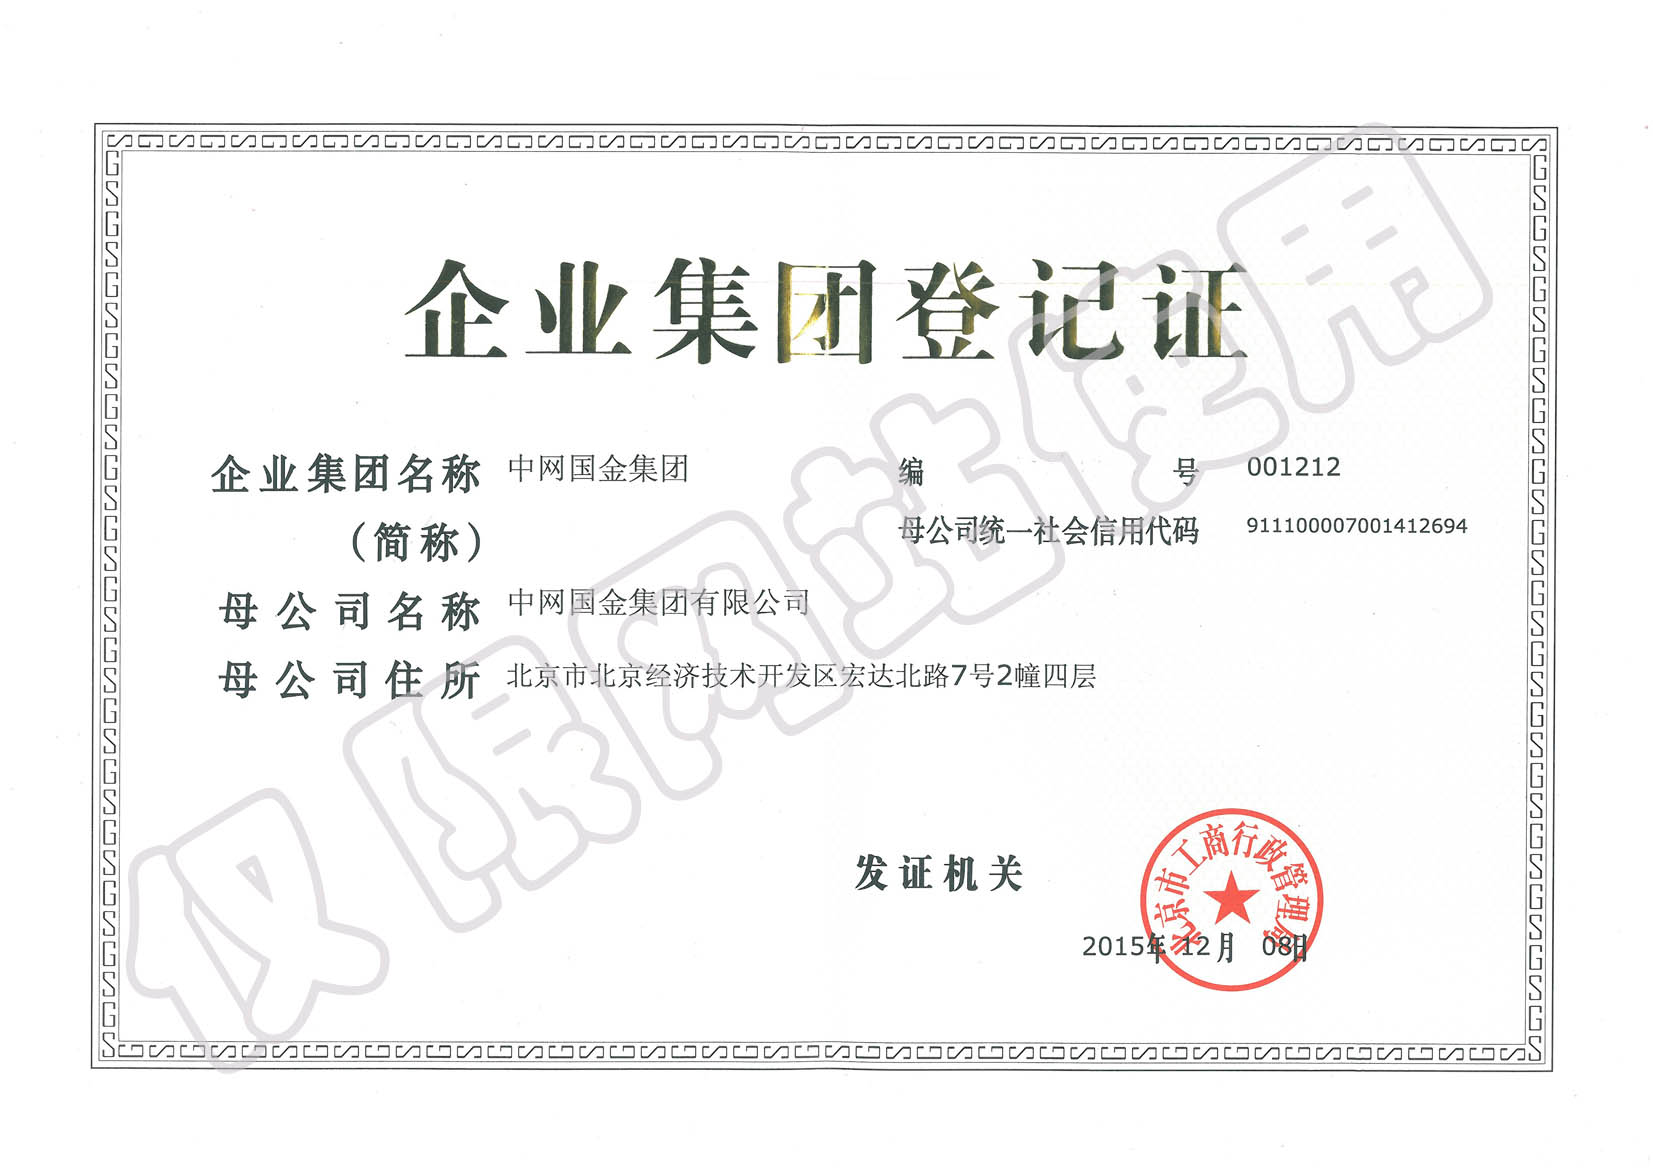 企业集团登记证
企业集团名称 中网国金集团
(简称)
编号 001212
母公司统一社会信用代码 911100007001412694
母公司名称 中网国金集团有限公司
母公司住所 北京市北京经济技术开发区宏达北路7号2幢四层
发证机关
北京市工商行政管理局
2015年 12月 08日
仅限网站使用